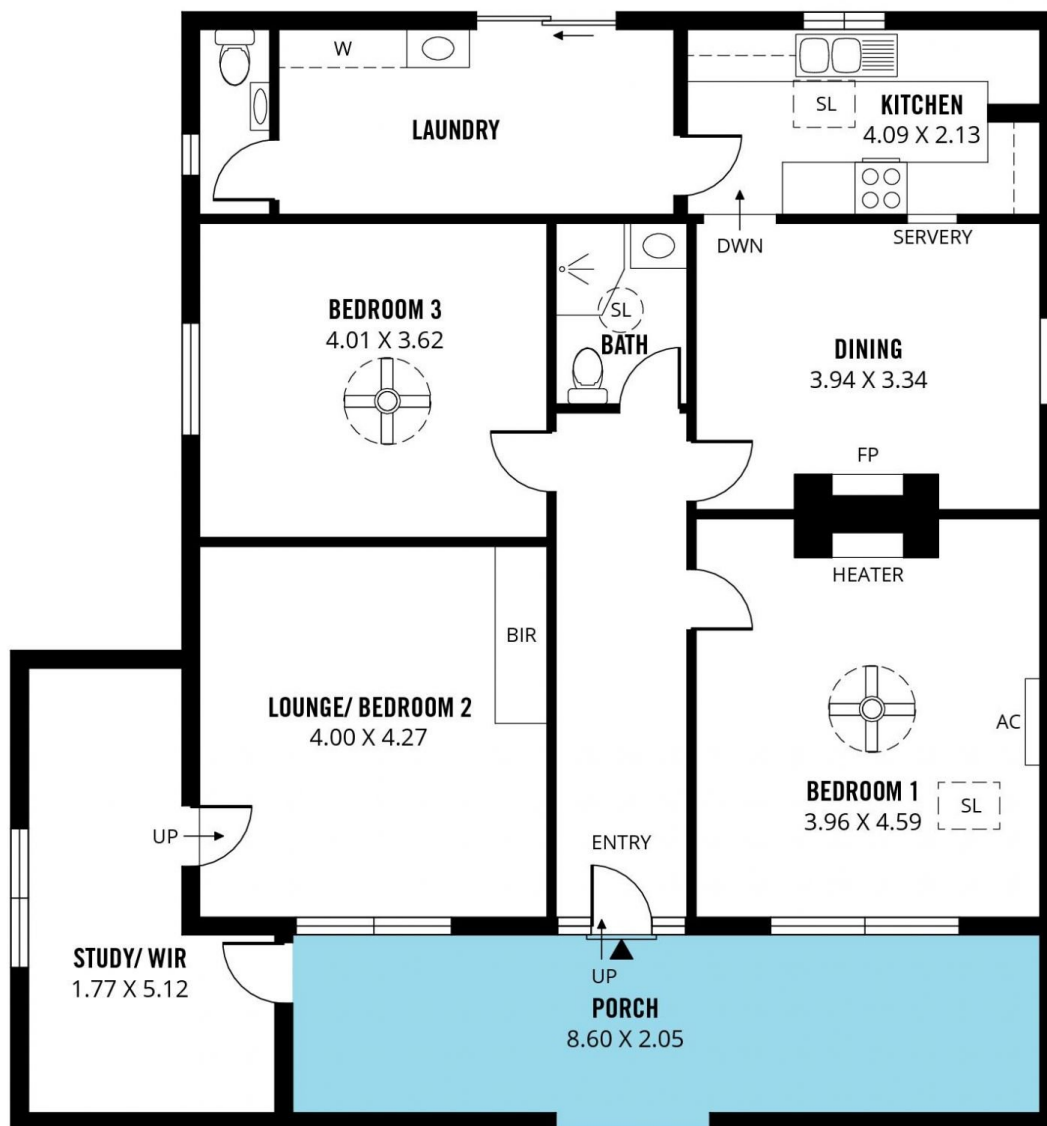 W
LAUNDRY
SL
KITCHEN
4.09 X 2.13
DWN
SERVERY
BEDROOM 3
4.01 X 3.62
SL
BATH
DINING
3.94 X 3.34
FP
HEATER
BIR
LOUNGE/ BEDROOM 2
4.00 X 4.27
AC
BEDROOM 1
3.96 X 4.59
SL
UP
ENTRY
STUDY/ WIR
1.77 X 5.12
UP
PORCH
8.60 X 2.05